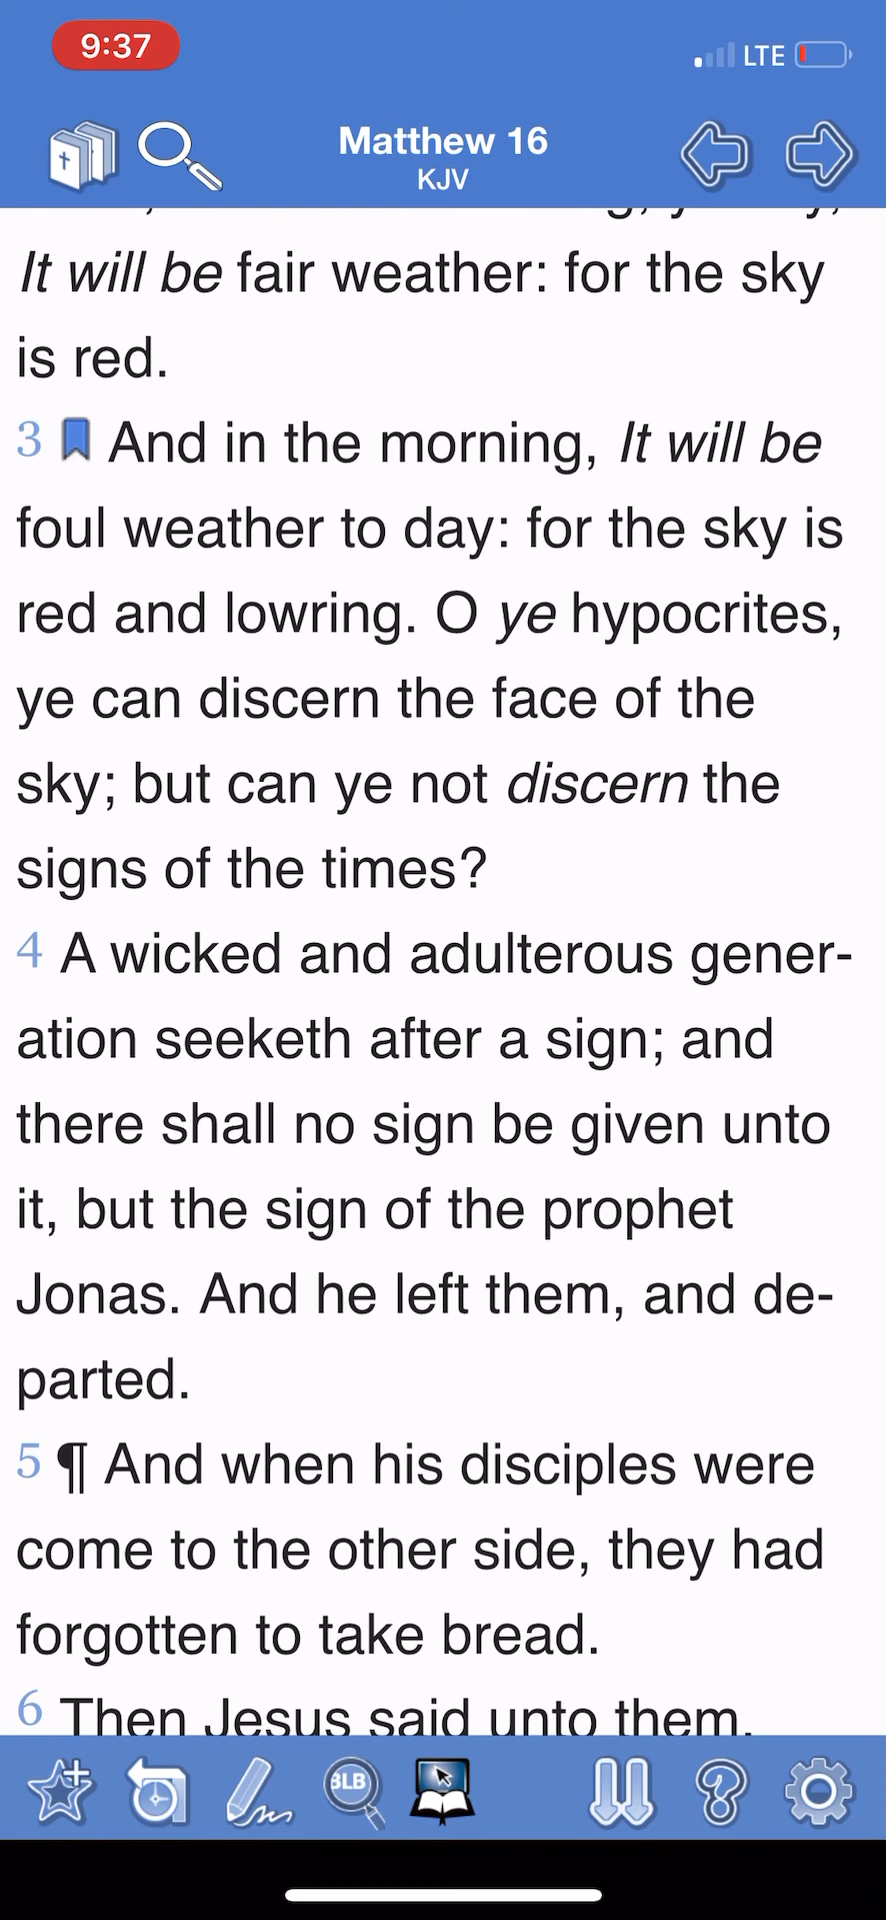 9:37
LTE
Matthew 16
KJV
It will be fair weather: for the sky
is red.
3 And in the morning, It will be
foul weather to day: for the sky is
red and lowring. O ye hypocrites,
ye can discern the face of the
sky; but can ye not discern the
signs of the times?
4 A wicked and adulterous gener-
ation seeketh after a sign; and
there shall no sign be given unto
it, but the sign of the prophet
Jonas. And he left them, and de-
parted.
5 ¶ And when his disciples were
come to the other side, they had
forgotten to take bread.
6 Then Jesus said unto them,
BLB